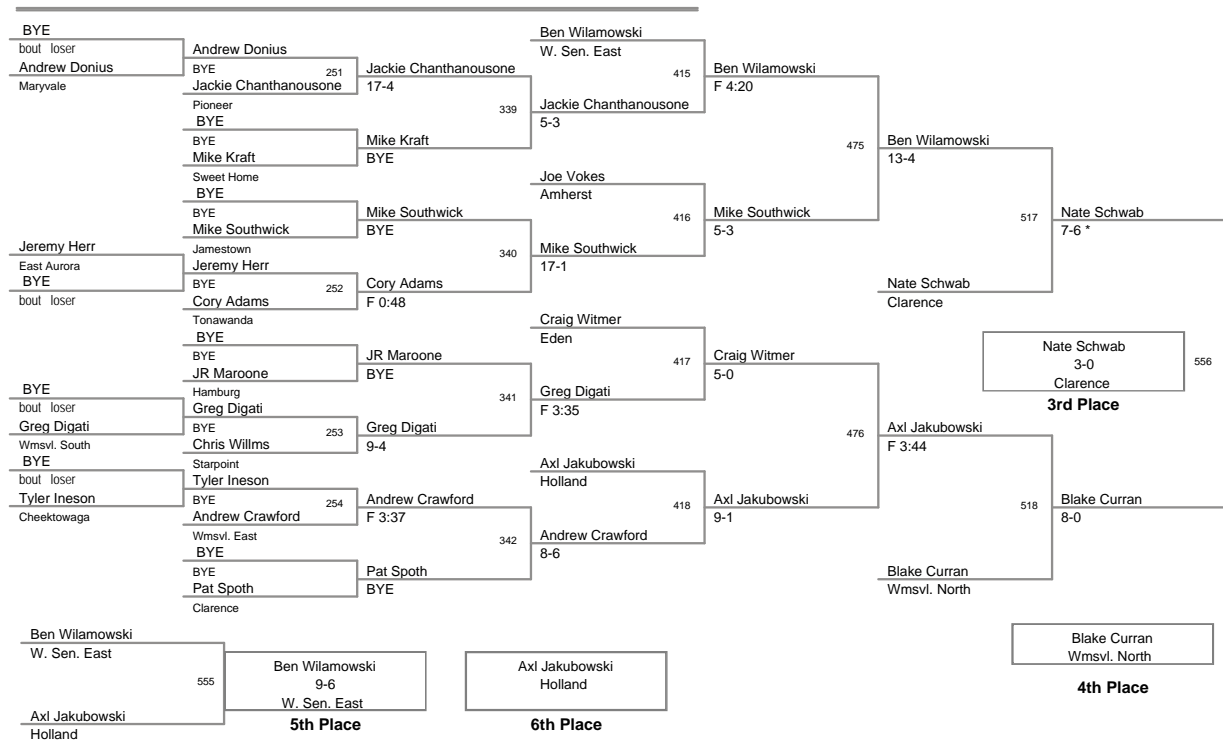 BYE
bout loser
Andrew Donius
Maryvale
Jeremy Herr
East Aurora
BYE
bout loser
BYE
bout loser
Greg Digati
Wmsvl. South
BYE
bout loser
Tyler Ineson
Cheektowaga
Andrew Donius
BYE
251
Jackie Chanthanousone
Pioneer
BYE
BYE
Mike Kraft
Sweet Home
BYE
BYE
Mike Southwick
Jamestown
Jeremy Herr
BYE
252
Cory Adams
Tonawanda
BYE
BYE
JR Maroone
Hamburg
Greg Digati
BYE
253
Chris Willms
Starpoint
Tyler Ineson
BYE
254
Andrew Crawford
Wmsvl. East
BYE
BYE
Pat Spoth
Clarence
Jackie Chanthanousone
17-4
339
Mike Kraft
BYE
Mike Southwick
BYE
340
Cory Adams
F 0:48
JR Maroone
BYE
341
Greg Digati
9-4
Andrew Crawford
F 3:37
342
Pat Spoth
BYE
Ben Wilamowski
W. Sen. East
415
Jackie Chanthanousone
5-3
Joe Vokes
Amherst
416
Mike Southwick
17-1
Craig Witmer
Eden
417
Greg Digati
F 3:35
Axl Jakubowski
Holland
418
Andrew Crawford
8-6
Ben Wilamowski
F 4:20
475
Mike Southwick
5-3
Craig Witmer
5-0
476
Axl Jakubowski
9-1
Ben Wilamowski
13-4
517
Nate Schwab
Clarence
Axl Jakubowski
F 3:44
518
Blake Curran
Wmsvl. North
Nate Schwab
7-6 *
Nate Schwab
3-0
Clarence
556
3rd Place
Blake Curran
8-0
Ben Wilamowski
W. Sen. East
555
Axl Jakubowski
Holland
Ben Wilamowski
9-6
W. Sen. East
5th Place
Axl Jakubowski
Holland
6th Place
Blake Curran
Wmsvl. North
4th Place